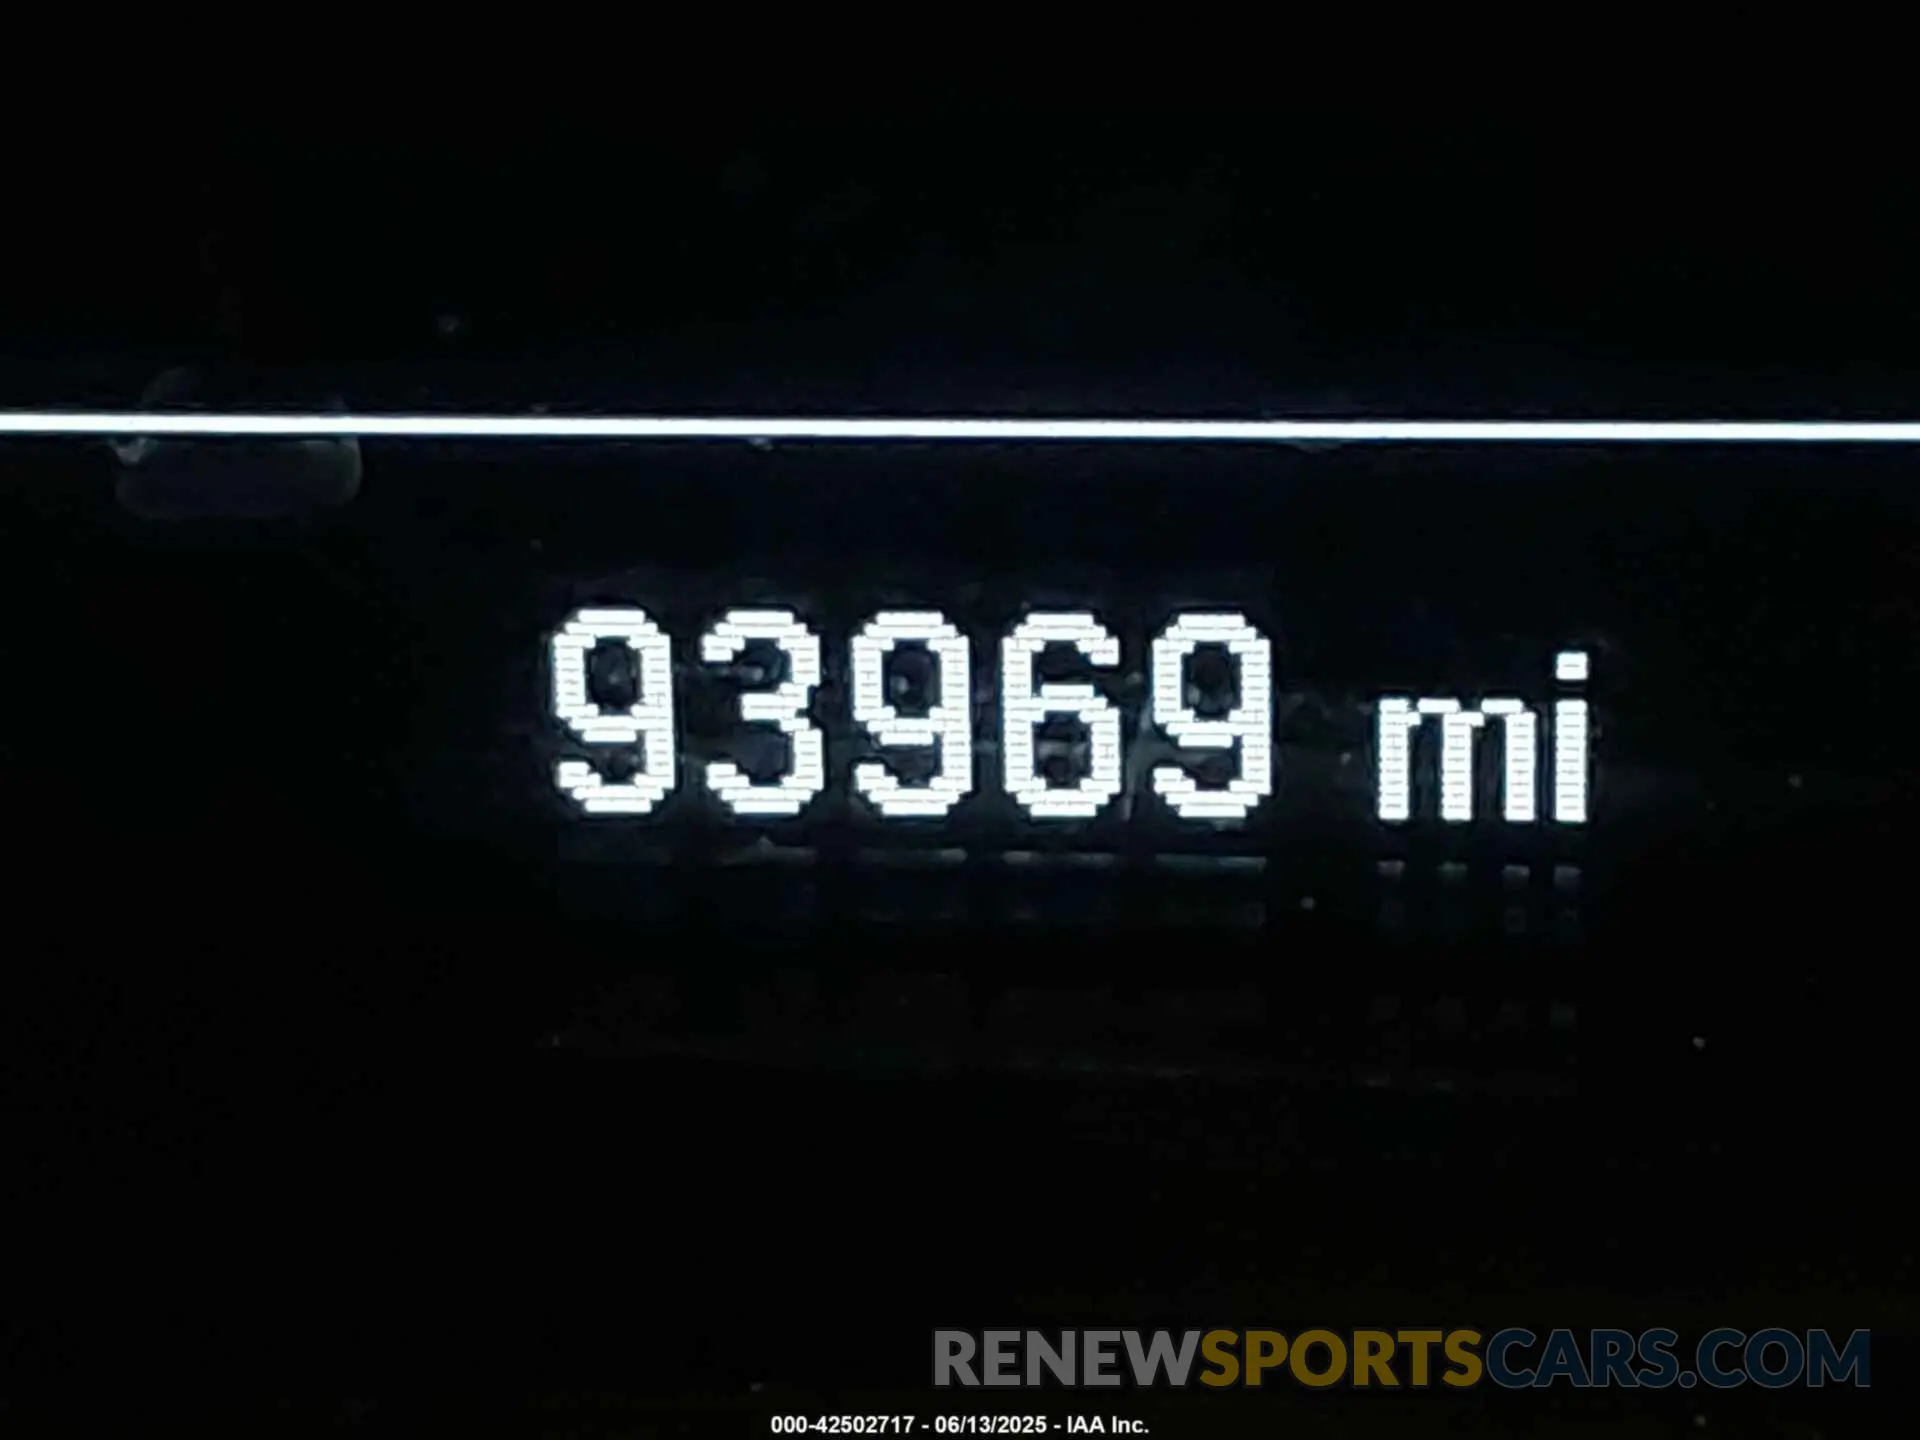 93969 mi
RENEWSPORTSCARS.COM
000-42502717 - 06/13/2025 - IAA Inc.